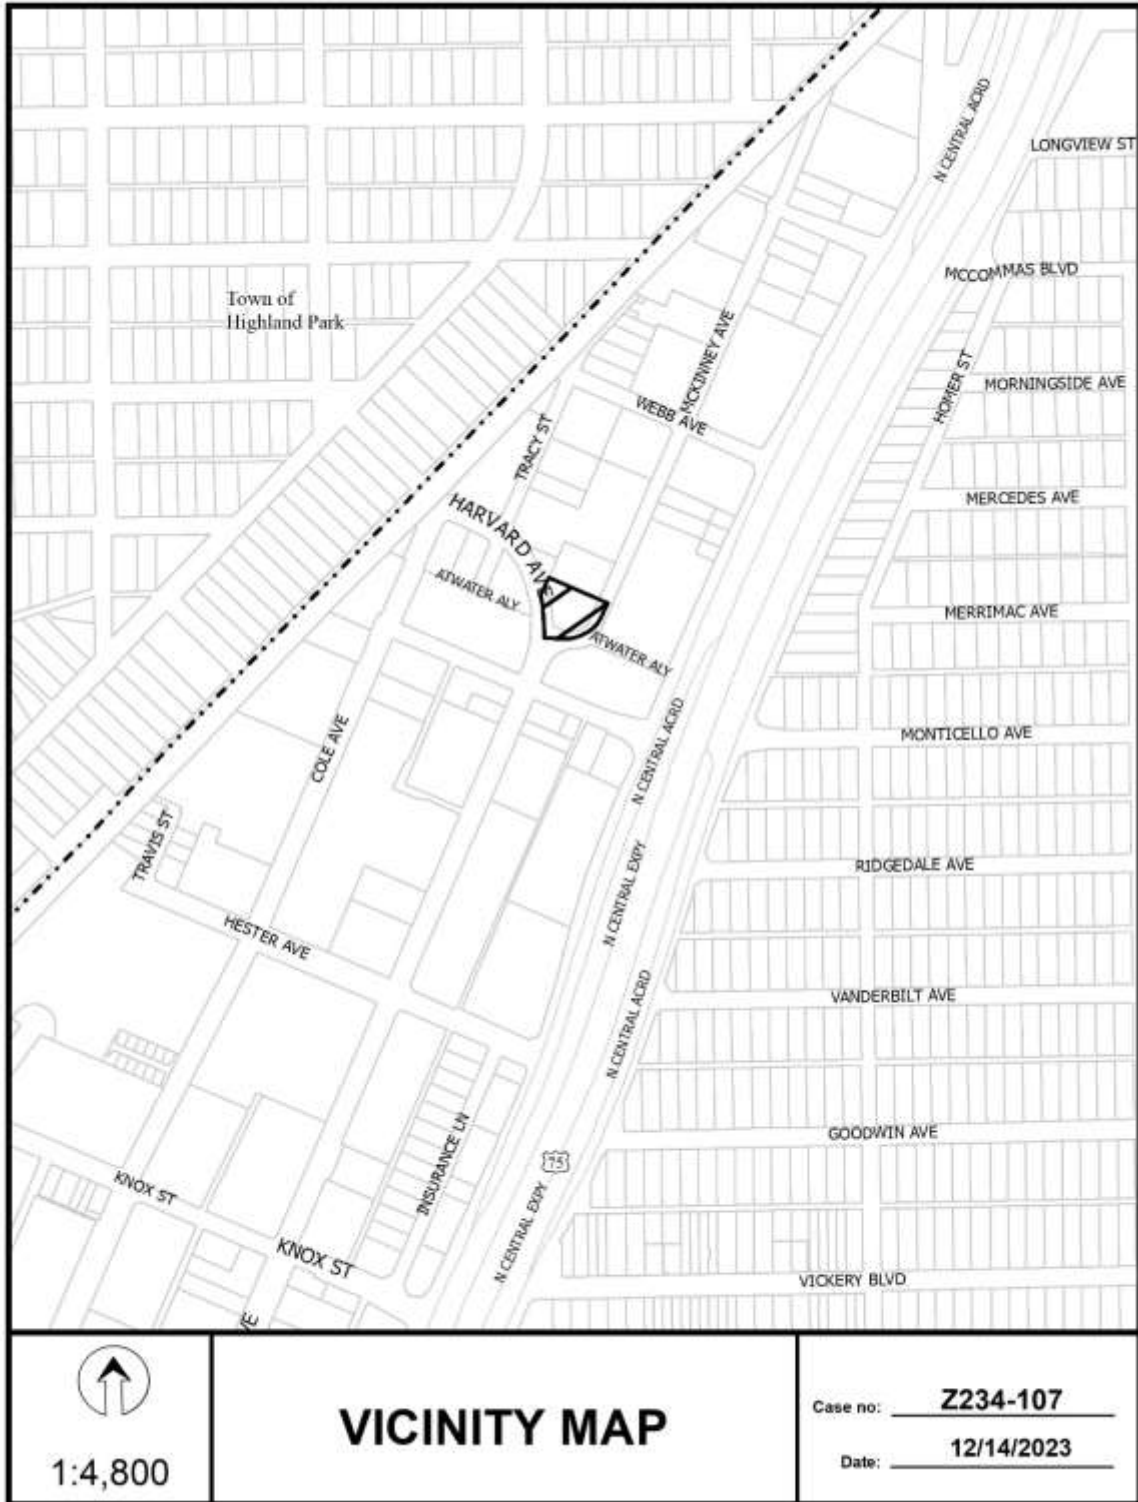 N CENTRAL ACRD
LONGVIEW ST
MCCOMMAS BLVD
Town of
Highland Park
MCKINNEY AVE
HOMER ST
MORNINGSIDE AVE
WEBB AVE
TRACY ST
MERCEDES AVE
HARVARD AVE
ATWATER ALY
MERRIMAC AVE
ATWATER ALY
MONTICELLO AVE
COLE AVE
N CENTRAL ACRD
TRAVIS ST
RIDGEDALE AVE
N CENTRAL EXPY
HESTER AVE
VANDERBILT AVE
N CENTRAL ACRD
INSURANCE LN
GOODWIN AVE
75
KNOX ST
N CENTRAL EXPY
KNOX ST
VICKERY BLVD
VE
1:4,800
VICINITY MAP
Case no: Z234-107
Date: 12/14/2023